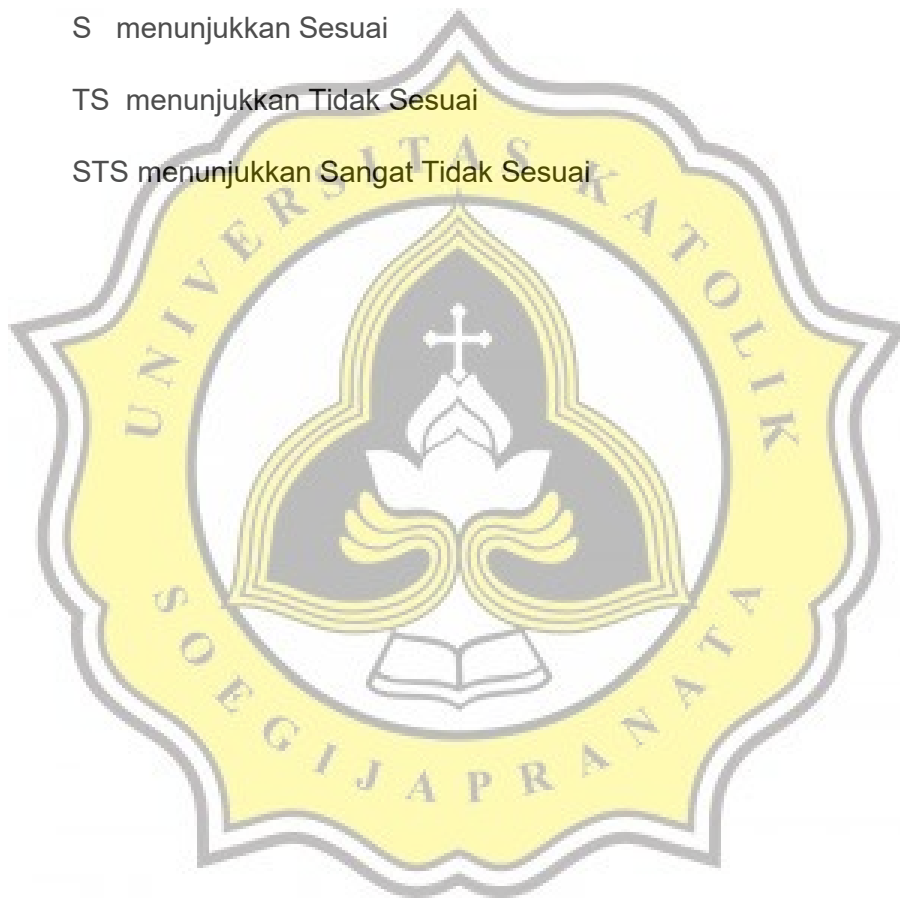 S menunjukkan Sesuai
TS menunjukkan Tidak Sesuai
STS menunjukkan Sangat Tidak Sesuai
UNIVERSITAS KATOLIK
SOEGIJAPRANATA